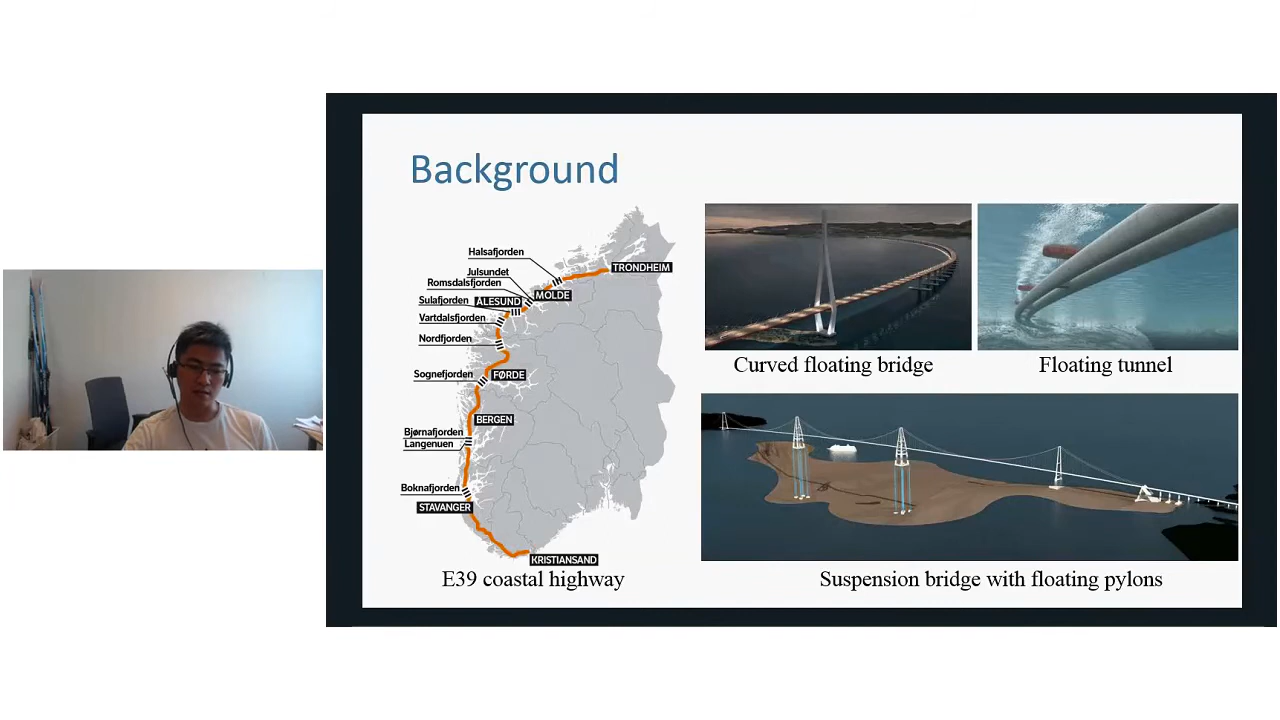 Background
Halsafjorden
TRONDHEIM
Julsundet
Romsdalsfjorden
MOLDE
Sulafjorden
ÅLESUND
Vartdalsfjorden
Nordfjorden
Sognefjorden
FØRDE
BERGEN
Bjørnafjorden
Langenuen
Boknafjorden
STAVANGER
KRISTIANSAND
E39 coastal highway
Curved floating bridge
Floating tunnel
Suspension bridge with floating pylons